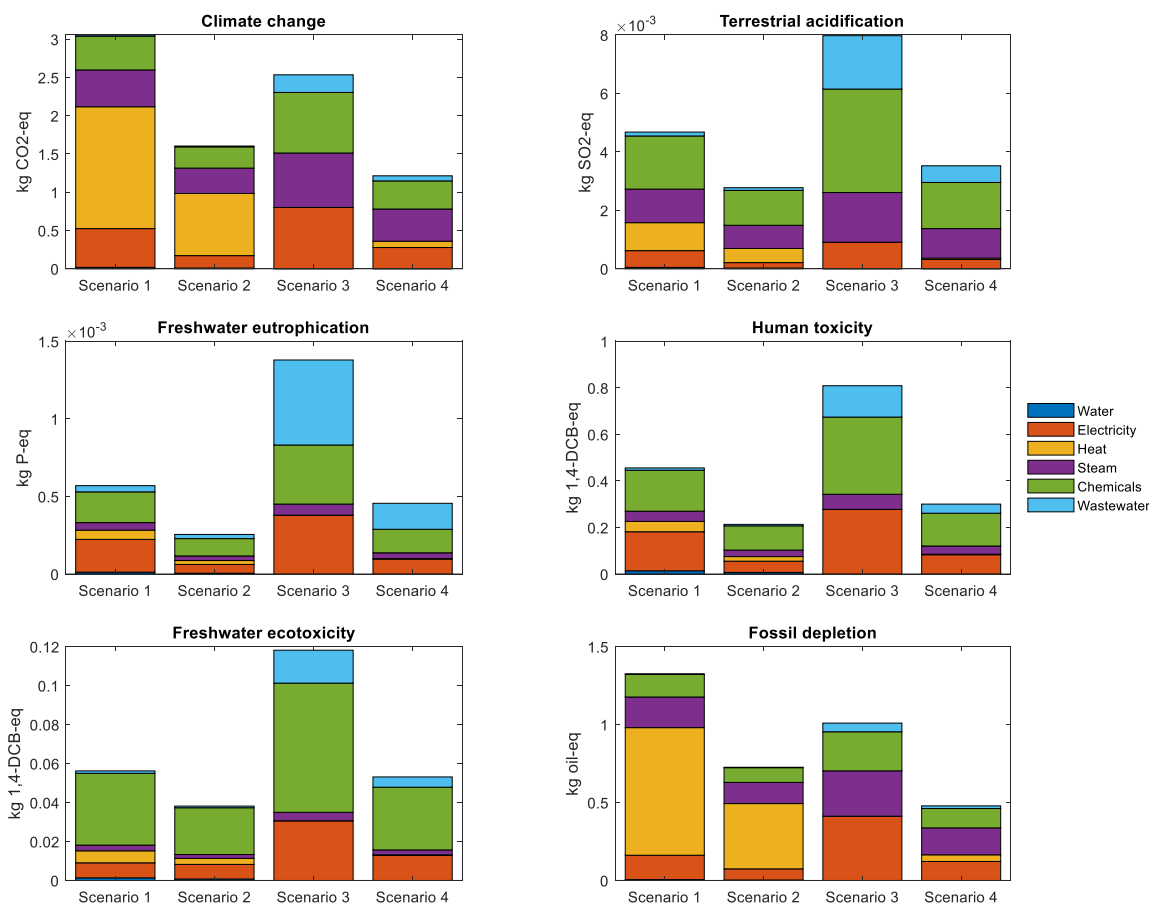 Climate change
3
2.5
2
1.5
1
0.5
0
kg CO2-eq
Scenario 1 Scenario 2 Scenario 3 Scenario 4
Terrestrial acidification
×10-3
8
6
4
2
0
kg SO2-eq
Scenario 1 Scenario 2 Scenario 3 Scenario 4
Freshwater eutrophication
×10-3
1.5
1
0.5
0
kg P-eq
Scenario 1 Scenario 2 Scenario 3 Scenario 4
Human toxicity
1
0.8
0.6
0.4
0.2
0
kg 1,4-DCB-eq
Scenario 1 Scenario 2 Scenario 3 Scenario 4
Water
Electricity
Heat
Steam
Chemicals
Wastewater
Freshwater ecotoxicity
0.12
0.1
0.08
0.06
0.04
0.02
0
kg 1,4-DCB-eq
Scenario 1 Scenario 2 Scenario 3 Scenario 4
Fossil depletion
1.5
1
0.5
0
kg oil-eq
Scenario 1 Scenario 2 Scenario 3 Scenario 4